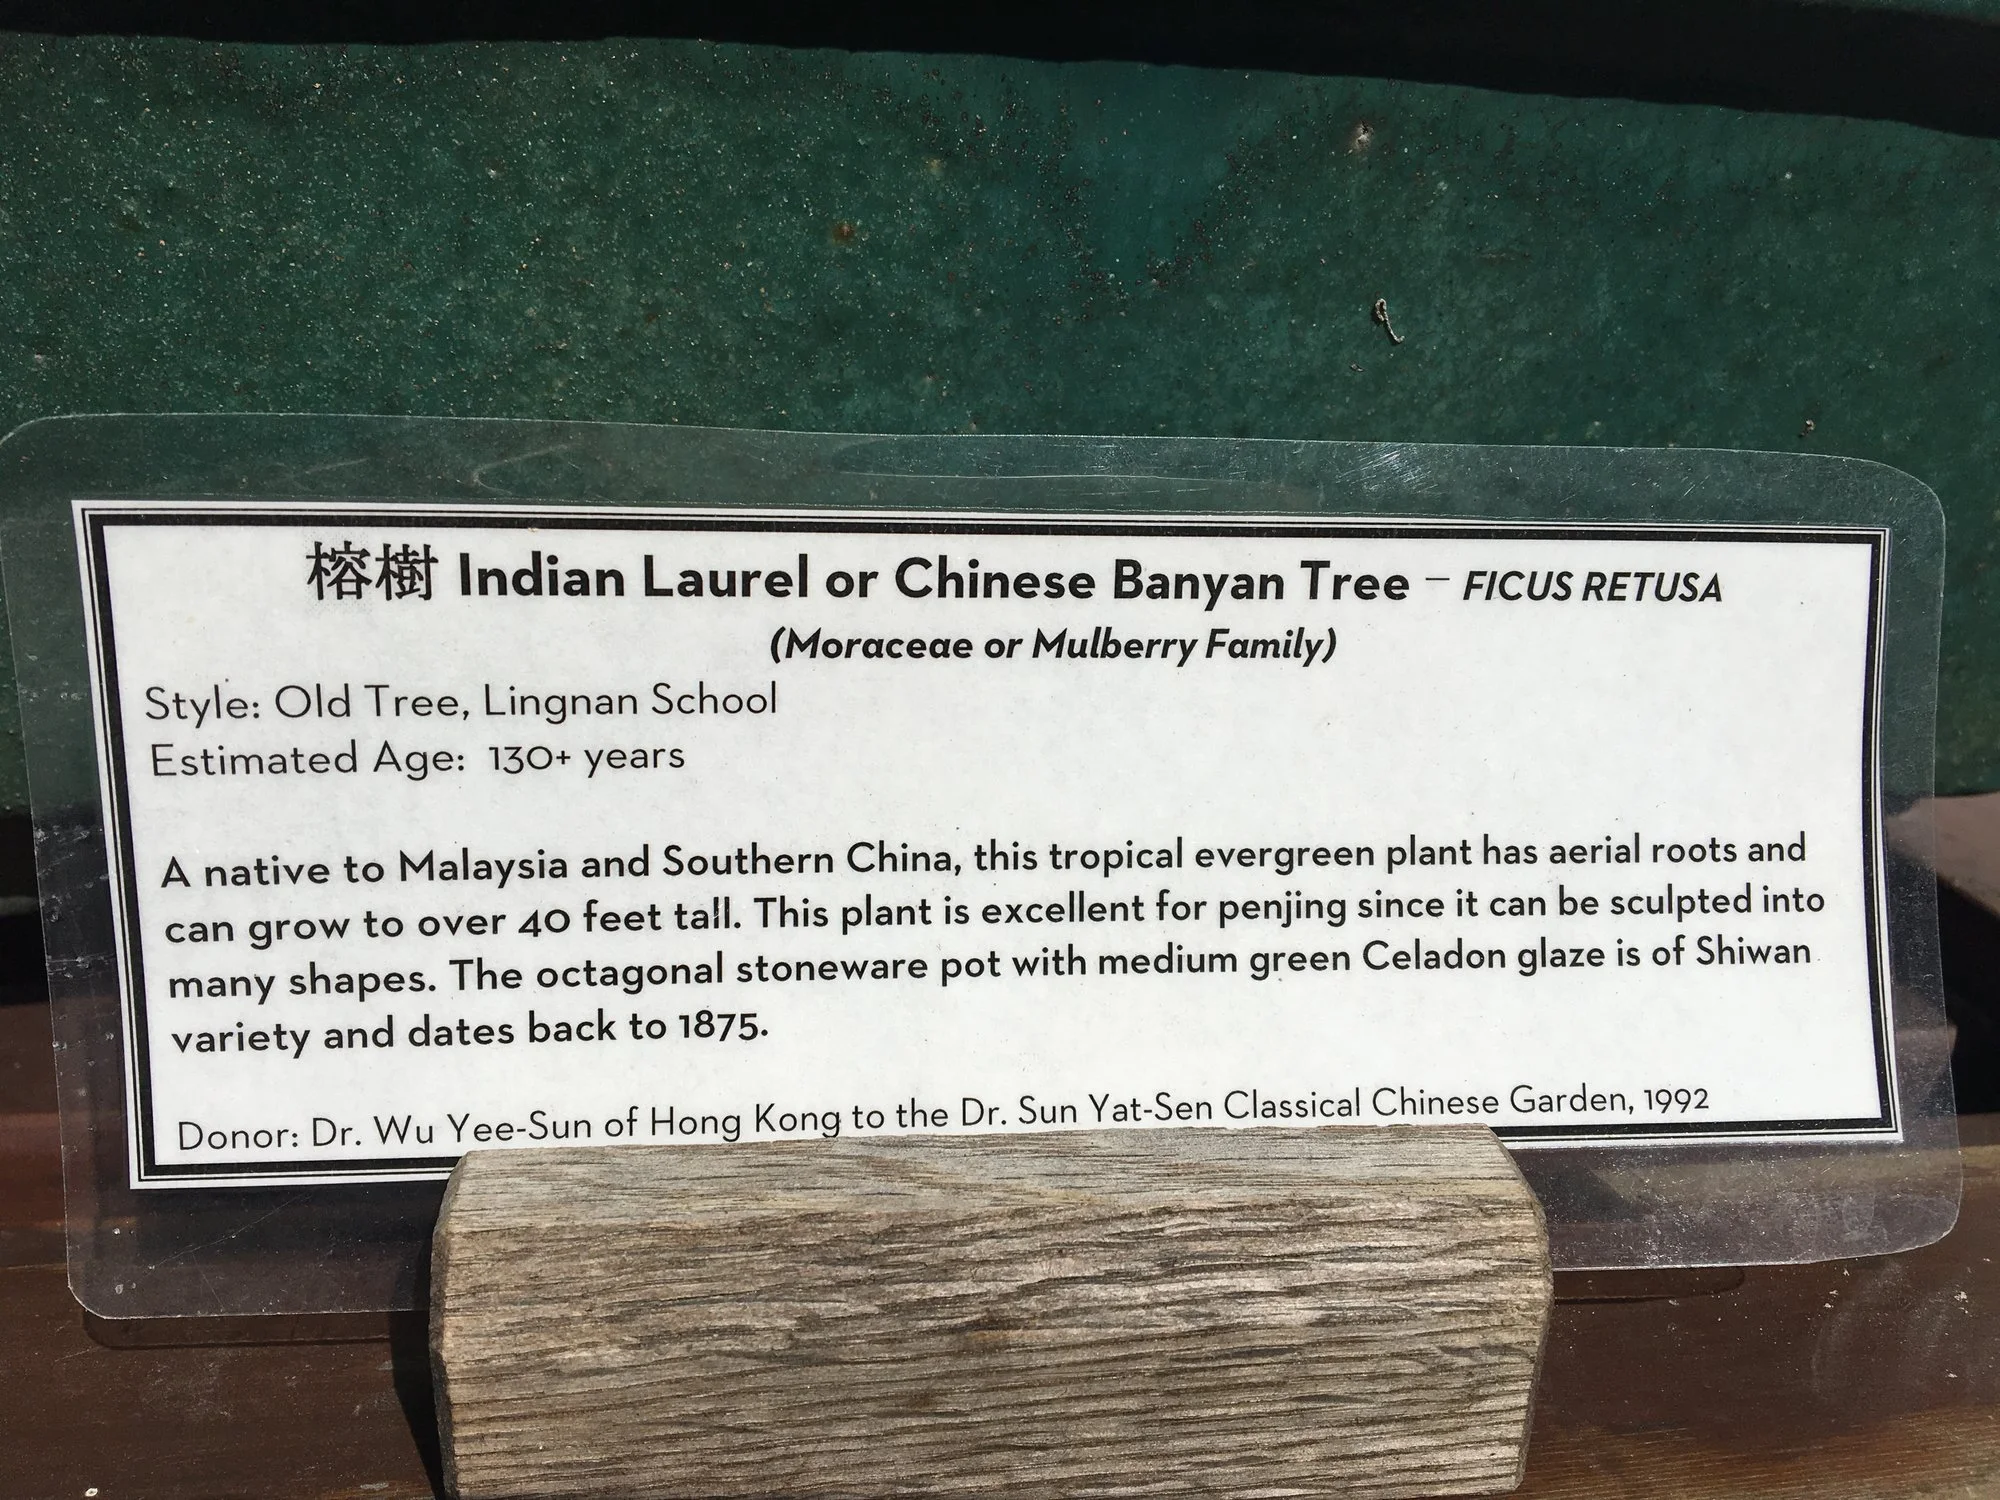 榕樹 Indian Laurel or Chinese Banyan Tree – FICUS RETUSA
(Moraceae or Mulberry Family)
Style: Old Tree, Lingnan School
Estimated Age: 130+ years
A native to Malaysia and Southern China, this tropical evergreen plant has aerial roots and
can grow to over 40 feet tall. This plant is excellent for penjing since it can be sculpted into
many shapes. The octagonal stoneware pot with medium green Celadon glaze is of Shiwan
variety and dates back to 1875.
Donor: Dr. Wu Yee-Sun of Hong Kong to the Dr. Sun Yat-Sen Classical Chinese Garden, 1992